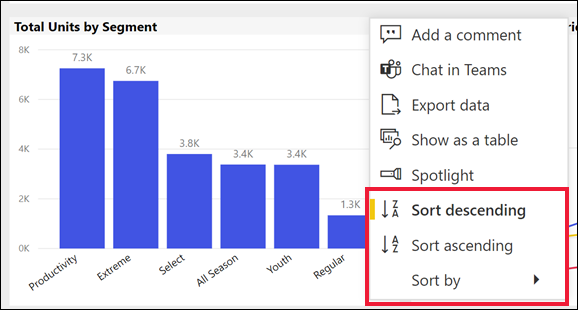 Total Units by Segment
8K
6K
4K
2K
0K
7.3K
6.7K
3.8K
3.4K
3.4K
1.3K
Productivity
Extreme
Select
All Season
Youth
Regular
Add a comment
Chat in Teams
Export data
Show as a table
Spotlight
Sort descending
Sort ascending
Sort by